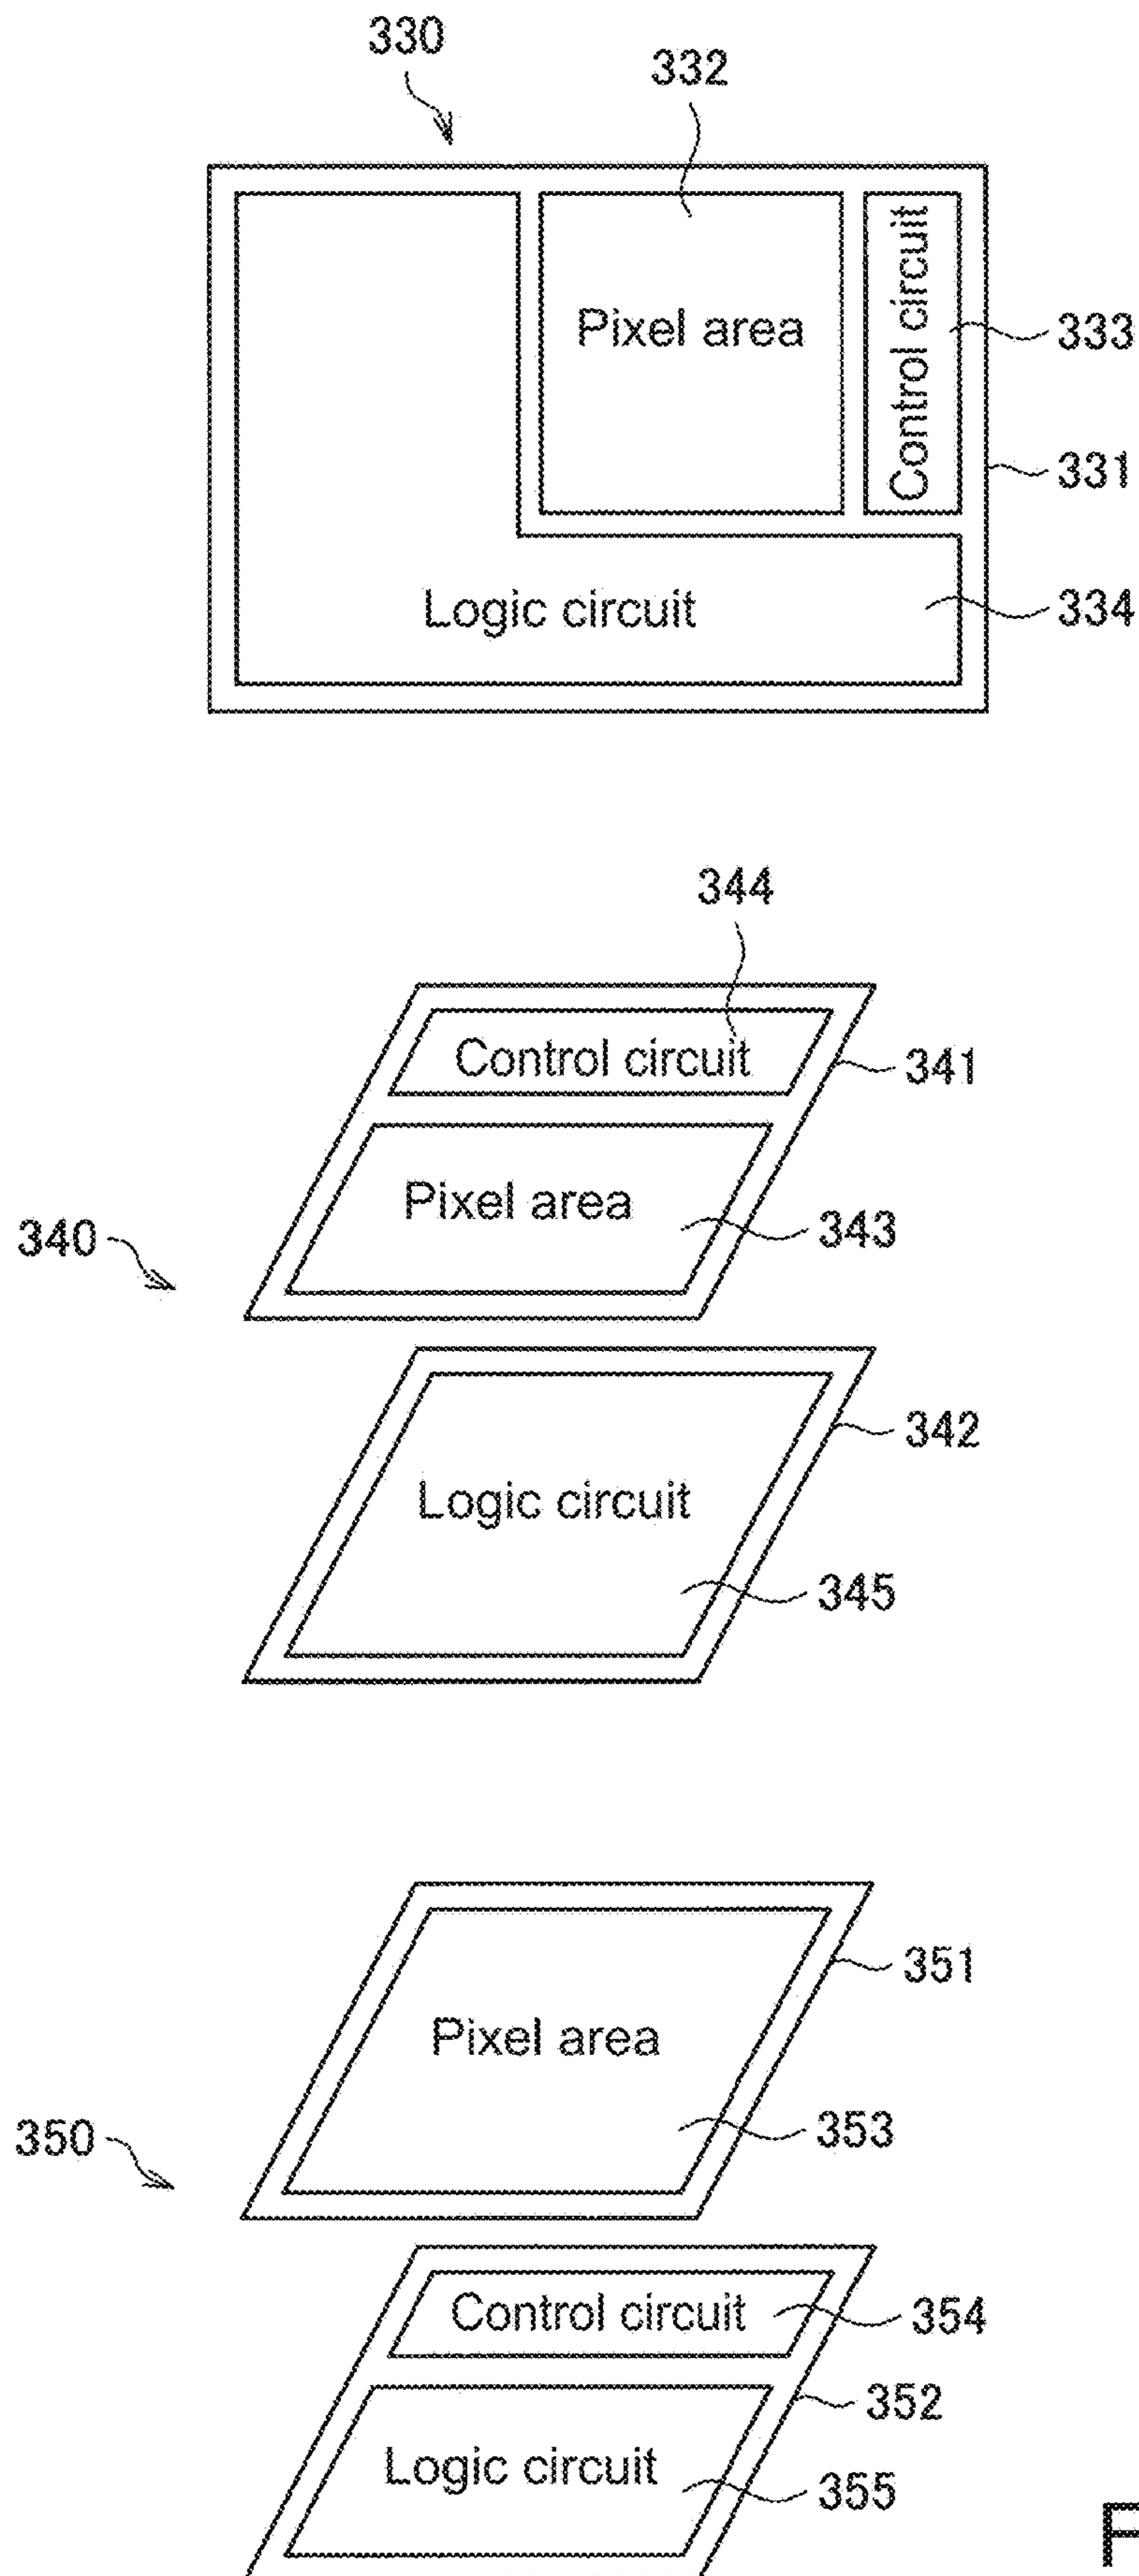 330
332
Pixel area
Control circuit
333
331
Logic circuit
334
344
Control circuit
341
Pixel area
343
340
342
Logic circuit
345
351
Pixel area
353
350
Control circuit
354
352
Logic circuit
355
F